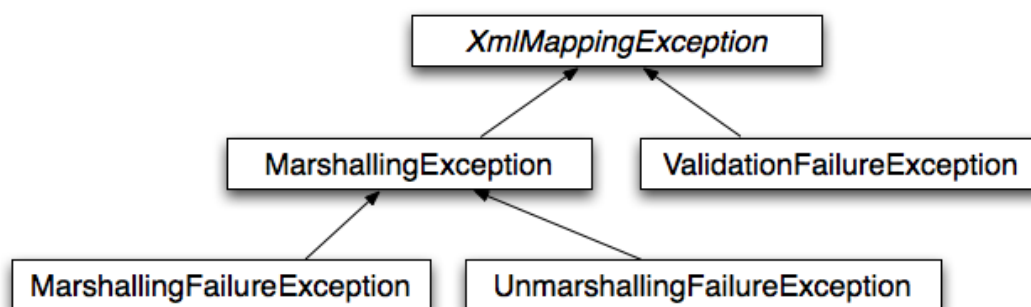 XmlMappingException
MarshallingException
ValidationFailureException
MarshallingFailureException
UnmarshallingFailureException